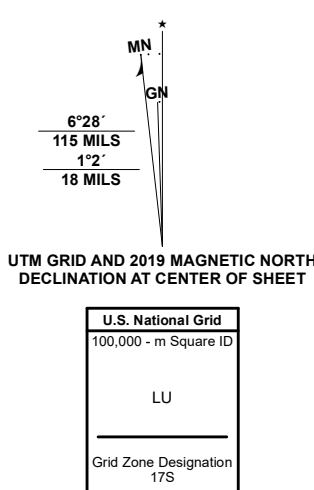 ★
MN
GN
6°28´
115 MILS
1°2´
18 MILS
UTM GRID AND 2019 MAGNETIC NORTH
DECLINATION AT CENTER OF SHEET
U.S. National Grid
100,000 - m Square ID
LU
Grid Zone Designation
17S